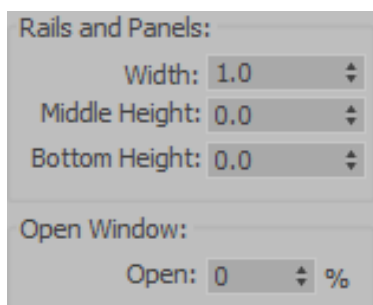 Rails and Panels:
Width: 1.0
Middle Height: 0.0
Bottom Height: 0.0
Open Window:
Open: 0 %